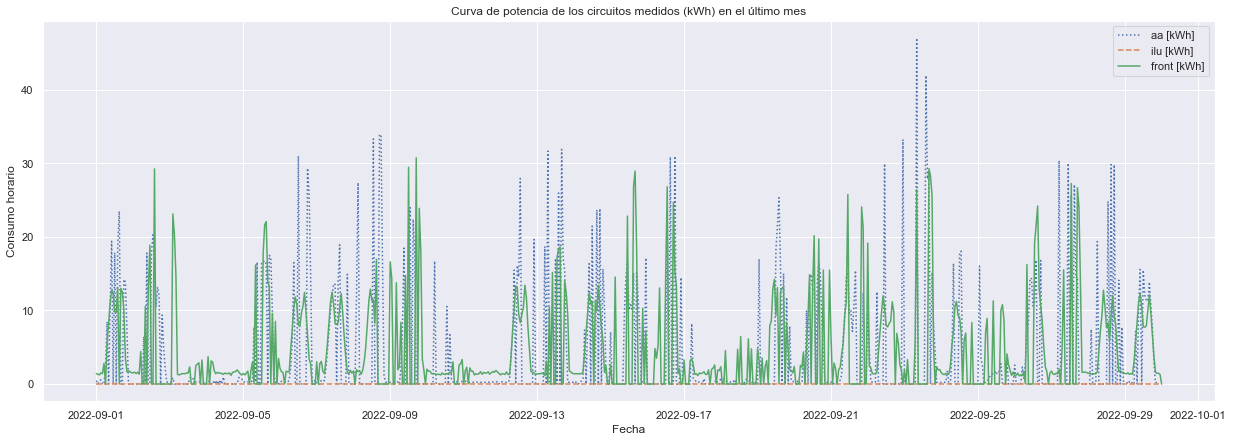 Curva de potencia de los circuitos medidos (kWh) en el último mes
aa [kWh]
ilu [kWh]
front [kWh]
Consumo horario
40
30
20
10
0
2022-09-01
2022-09-05
2022-09-09
2022-09-13
2022-09-17
2022-09-21
2022-09-25
2022-09-29
2022-10-01
Fecha